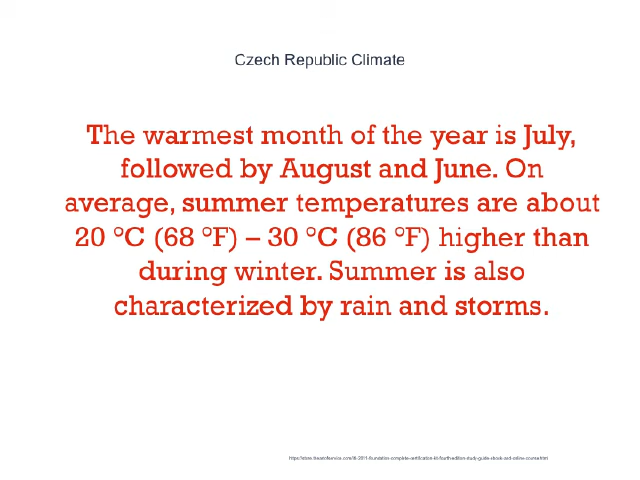 Czech Republic Climate
The warmest month of the year is July,
followed by August and June. On
average, summer temperatures are about
20 °C (68 °F) – 30 °C (86 °F) higher than
during winter. Summer is also
characterized by rain and storms.